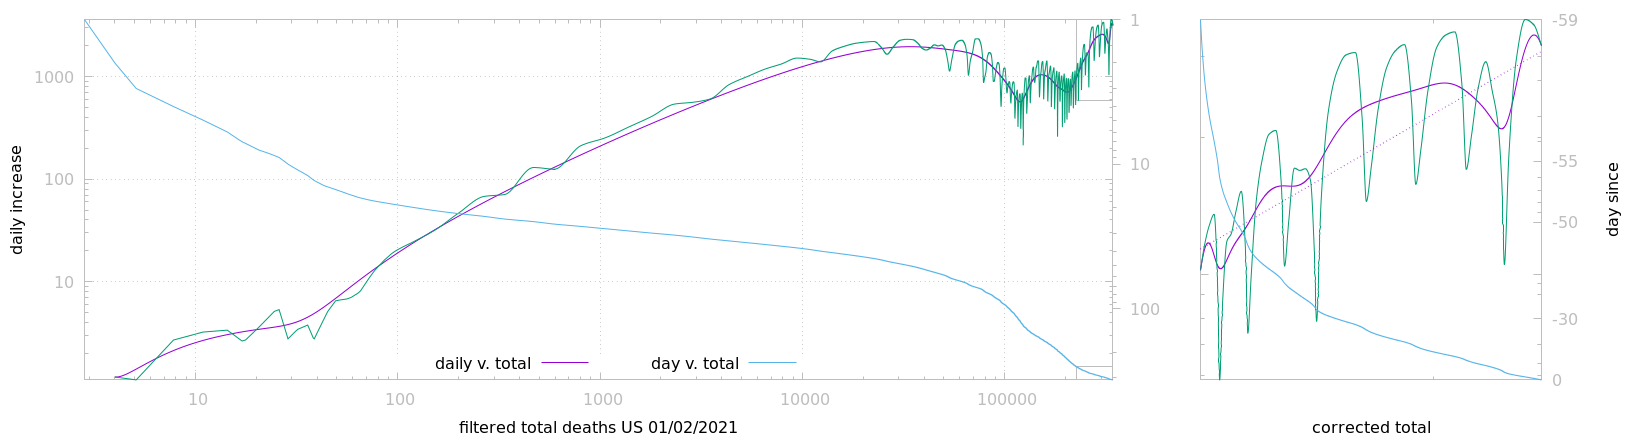 1000
100
10
daily increase
10
100
1000
10000
100000
filtered total deaths US 01/02/2021
daily v. total
day v. total
1
10
100
-59
-55
-50
-30
0
day since
corrected total